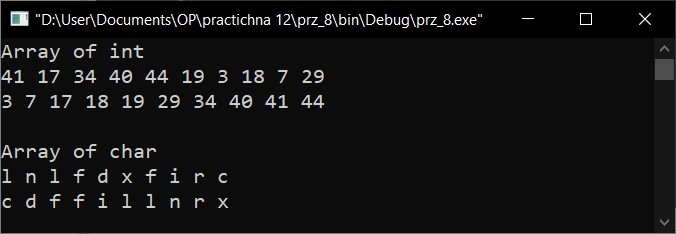 "D:\User\Documents\OP\practichna 12\prz_8\bin\Debug\prz_8.exe"
Array of int
41 17 34 40 44 19 3 18 7 29
3 7 17 18 19 29 34 40 41 44
Array of char
l n l f d x f i r c
c d f f i l l n r x